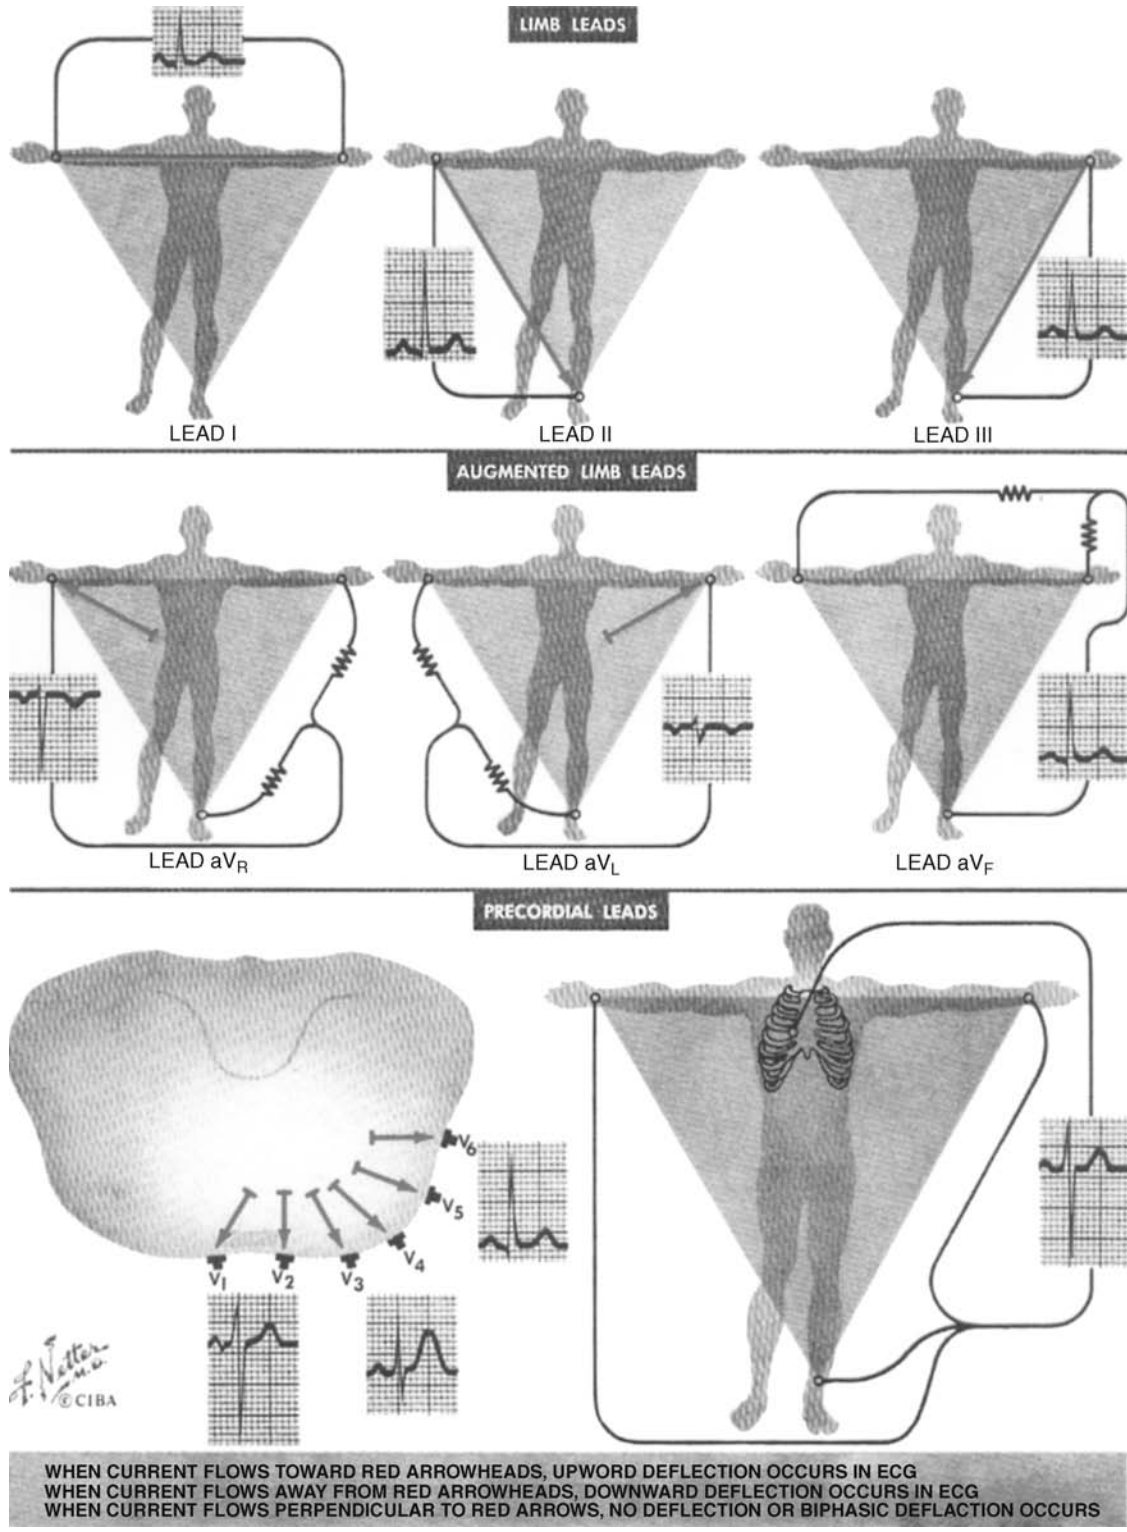 LIMB LEADS
LEAD I
LEAD II
LEAD III
AUGMENTED LIMB LEADS
LEAD aVR
LEAD aVL
LEAD aVF
PRECORDIAL LEADS
V6
V5
V4
V3
V2
V1
F. Netter
M.D.
© CIBA
WHEN CURRENT FLOWS TOWARD RED ARROWHEADS, UPWORD DEFLECTION OCCURS IN ECG
WHEN CURRENT FLOWS AWAY FROM RED ARROWHEADS, DOWNWARD DEFLECTION OCCURS IN ECG
WHEN CURRENT FLOWS PERPENDICULAR TO RED ARROWS, NO DEFLECTION OR BIPHASIC DEFLACTION OCCURS